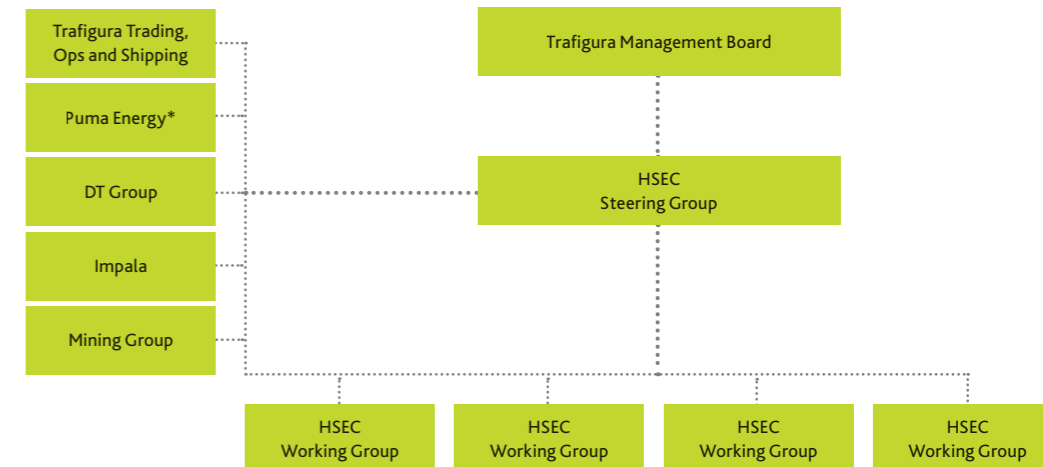 Trafigura Trading,
Ops and Shipping
Puma Energy*
DT Group
Impala
Mining Group
Trafigura Management Board
HSEC
Steering Group
HSEC
Working Group
HSEC
Working Group
HSEC
Working Group
HSEC
Working Group